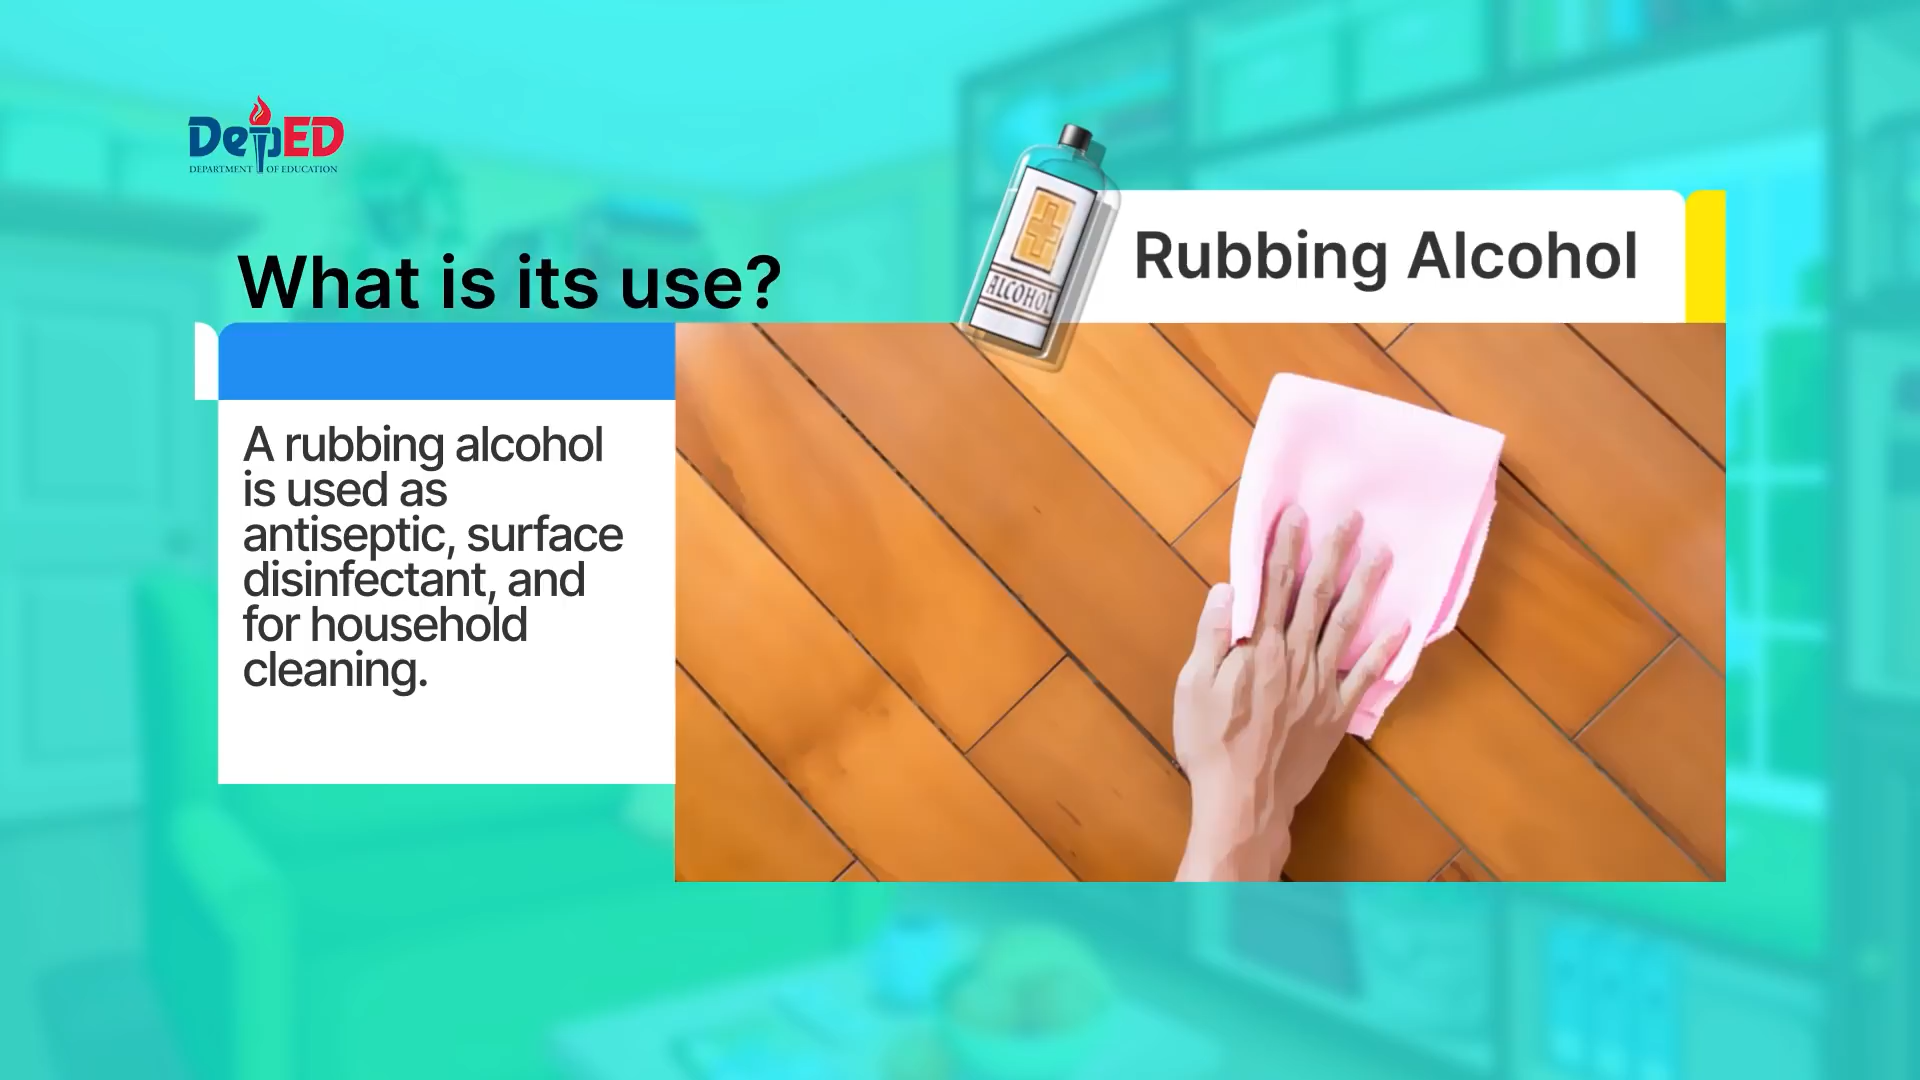 DepED
DEPARTMENT OF EDUCATION
What is its use?
ALCOHOL
Rubbing Alcohol
A rubbing alcohol
is used as
antiseptic, surface
disinfectant, and
for household
cleaning.